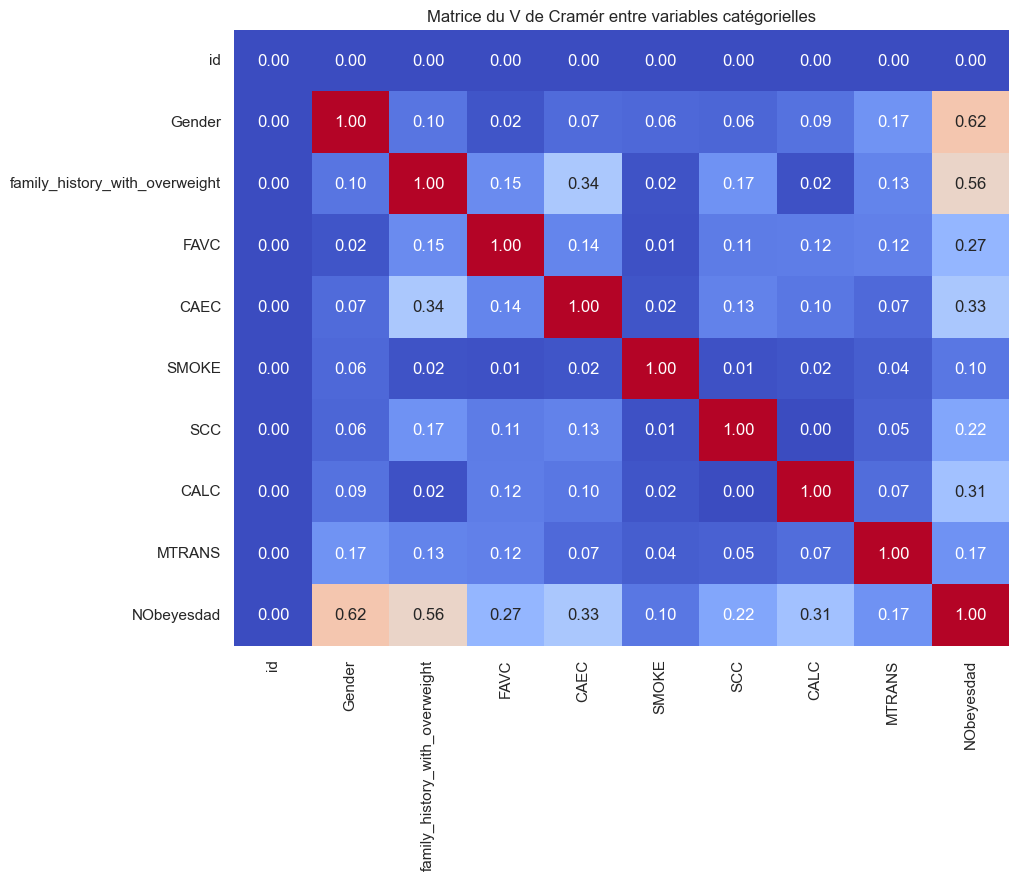 Matrice du V de Cramér entre variables catégorielles
id 0.00 0.00 0.00 0.00 0.00 0.00 0.00 0.00 0.00 0.00
Gender 0.00 1.00 0.10 0.02 0.07 0.06 0.06 0.09 0.17 0.62
family_history_with_overweight 0.00 0.10 1.00 0.15 0.34 0.02 0.17 0.02 0.13 0.56
FAVC 0.00 0.02 0.15 1.00 0.14 0.01 0.11 0.12 0.12 0.27
CAEC 0.00 0.07 0.34 0.14 1.00 0.02 0.13 0.10 0.07 0.33
SMOKE 0.00 0.06 0.02 0.01 0.02 1.00 0.01 0.02 0.04 0.10
SCC 0.00 0.06 0.17 0.11 0.13 0.01 1.00 0.00 0.05 0.22
CALC 0.00 0.09 0.02 0.12 0.10 0.02 0.00 1.00 0.07 0.31
MTRANS 0.00 0.17 0.13 0.12 0.07 0.04 0.05 0.07 1.00 0.17
NObeyesdad 0.00 0.62 0.56 0.27 0.33 0.10 0.22 0.31 0.17 1.00
id Gender family_history_with_overweight FAVC CAEC SMOKE SCC CALC MTRANS NObeyesdad